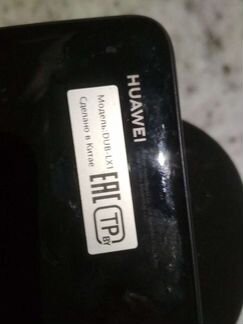 HUAWEI
Модель: DUB-LX1
Сделано в Китае
EAC TP BY